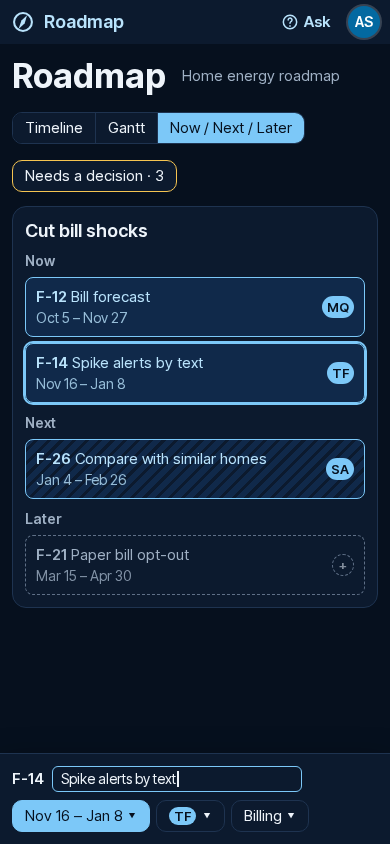 Roadmap
Ask
AS
Roadmap
Home energy roadmap
Timeline
Gantt
Now / Next / Later
Needs a decision · 3
Cut bill shocks
Now
F-12 Bill forecast
Oct 5 – Nov 27
MQ
F-14 Spike alerts by text
Nov 16 – Jan 8
TF
Next
F-26 Compare with similar homes
Jan 4 – Feb 26
SA
Later
F-21 Paper bill opt-out
Mar 15 – Apr 30
+
F-14
Spike alerts by text
Nov 16 – Jan 8
TF
Billing